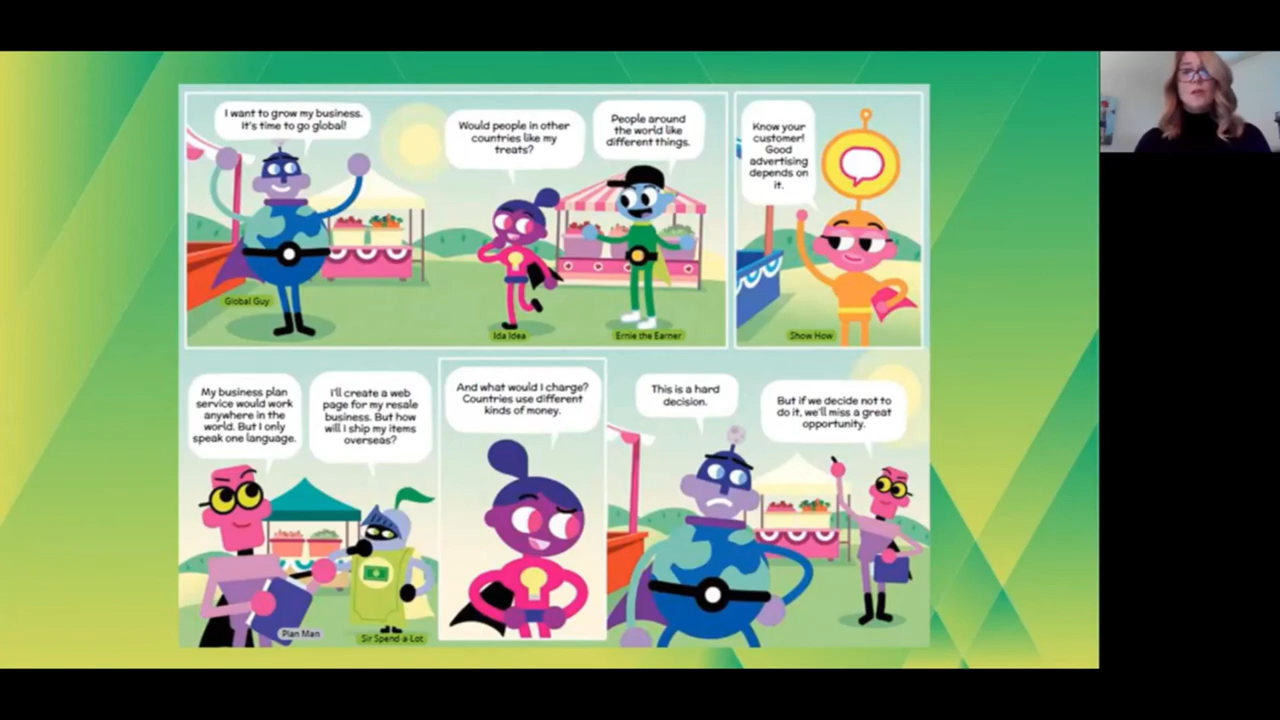 I want to grow my business.
It's time to go global!
Would people in other
countries like my
treats?
People around
the world like
different things.
Know your
customer!
Good
advertising
depends on
it.
Global Guy
Ida Idea
Ernie the Earner
Show How
My business plan
service would work
anywhere in the
world. But I only
speak one language.
I'll create a web
page for my resale
business. But how
will I ship my items
overseas?
And what would I charge?
Countries use different
kinds of money.
This is a hard
decision.
But if we decide not to
do it, we'll miss a great
opportunity.
Plan Man
Sir Spend-a-Lot